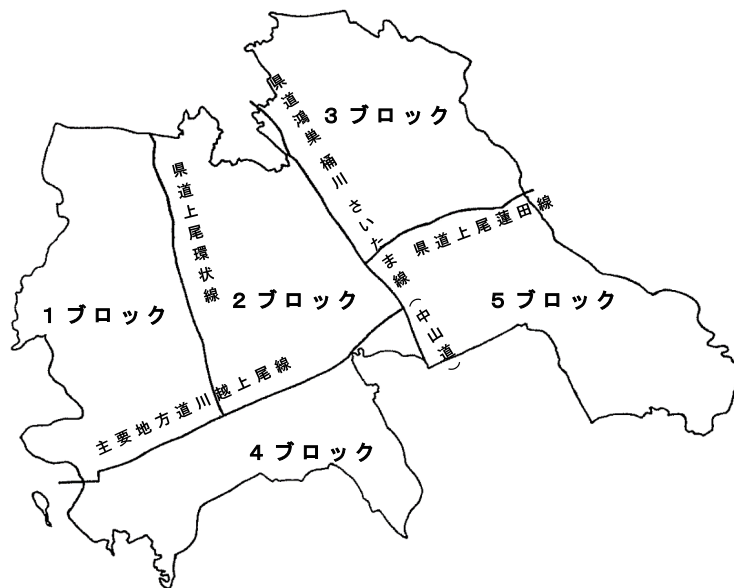 3 ブロック
県道鴻巣桶川さいたま線(中山道)
県道上尾環状線
県道上尾蓮田線
1 ブロック
2 ブロック
5 ブロック
主要地方道川越上尾線
4 ブロック